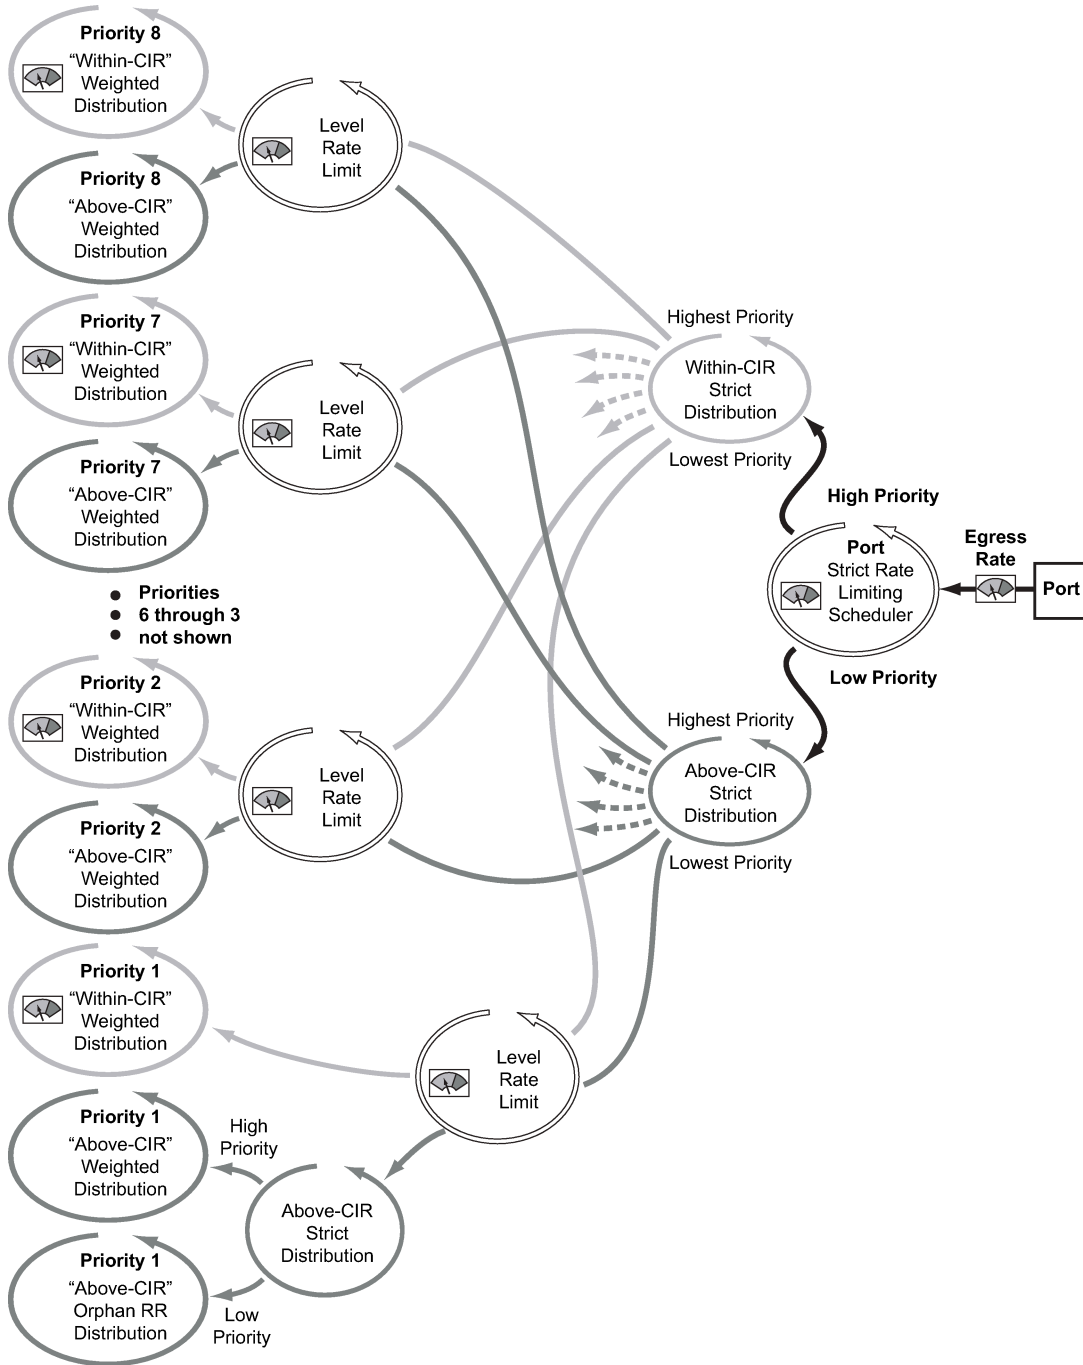 Priority 8
“Within-CIR”
Weighted
Distribution
Level
Rate
Limit
Priority 8
“Above-CIR”
Weighted
Distribution
Priority 7
“Within-CIR”
Weighted
Distribution
Level
Rate
Limit
Priority 7
“Above-CIR”
Weighted
Distribution
Highest Priority
Within-CIR
Strict
Distribution
Lowest Priority
High Priority
Port
Strict Rate
Limiting
Scheduler
Egress
Rate
Port
Low Priority
Priorities
6 through 3
not shown
Priority 2
“Within-CIR”
Weighted
Distribution
Level
Rate
Limit
Priority 2
“Above-CIR”
Weighted
Distribution
Highest Priority
Above-CIR
Strict
Distribution
Lowest Priority
Priority 1
“Within-CIR”
Weighted
Distribution
Level
Rate
Limit
Priority 1
“Above-CIR”
Weighted
Distribution
High
Priority
Above-CIR
Strict
Distribution
Priority 1
“Above-CIR”
Orphan RR
Distribution
Low
Priority